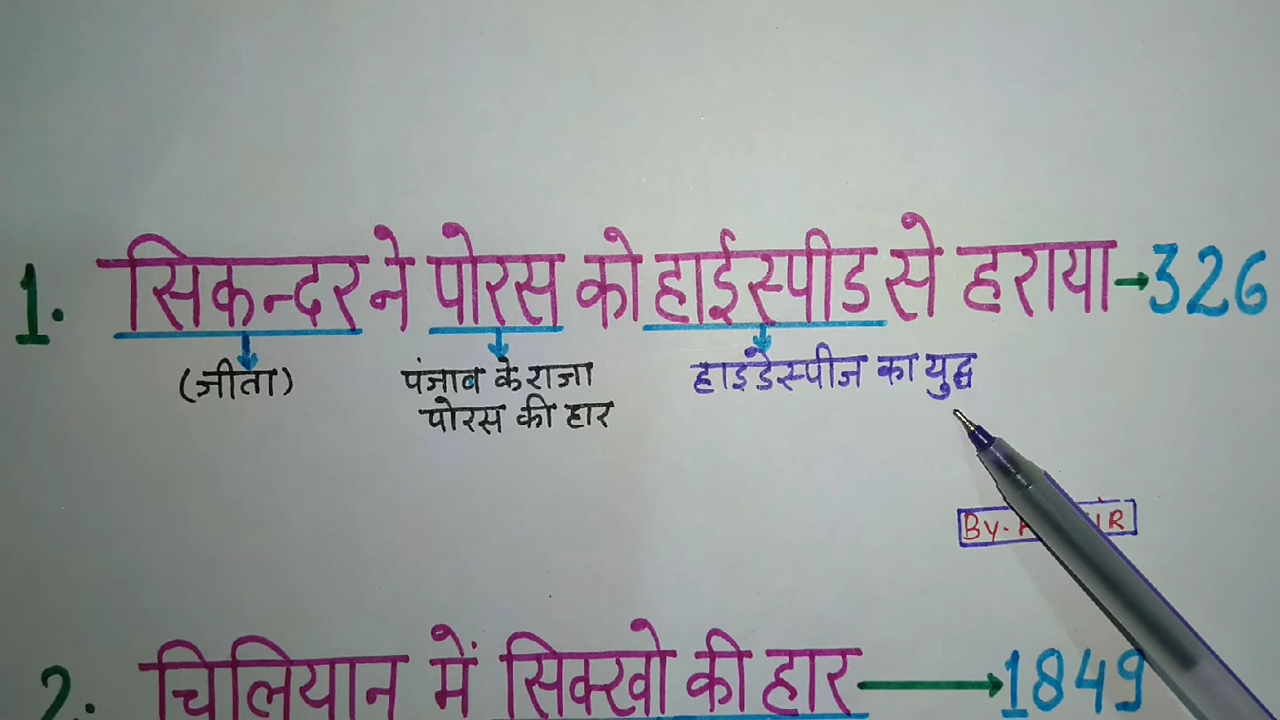 1. सिकन्दर ने पोरस को हाईस्पीड से हराया→326
(जीता) पंजाब के राजा हाइडेस्पीज का युद्ध
पोरस की हार
By-
2. चिलियान में सिक्खो की हार→1849